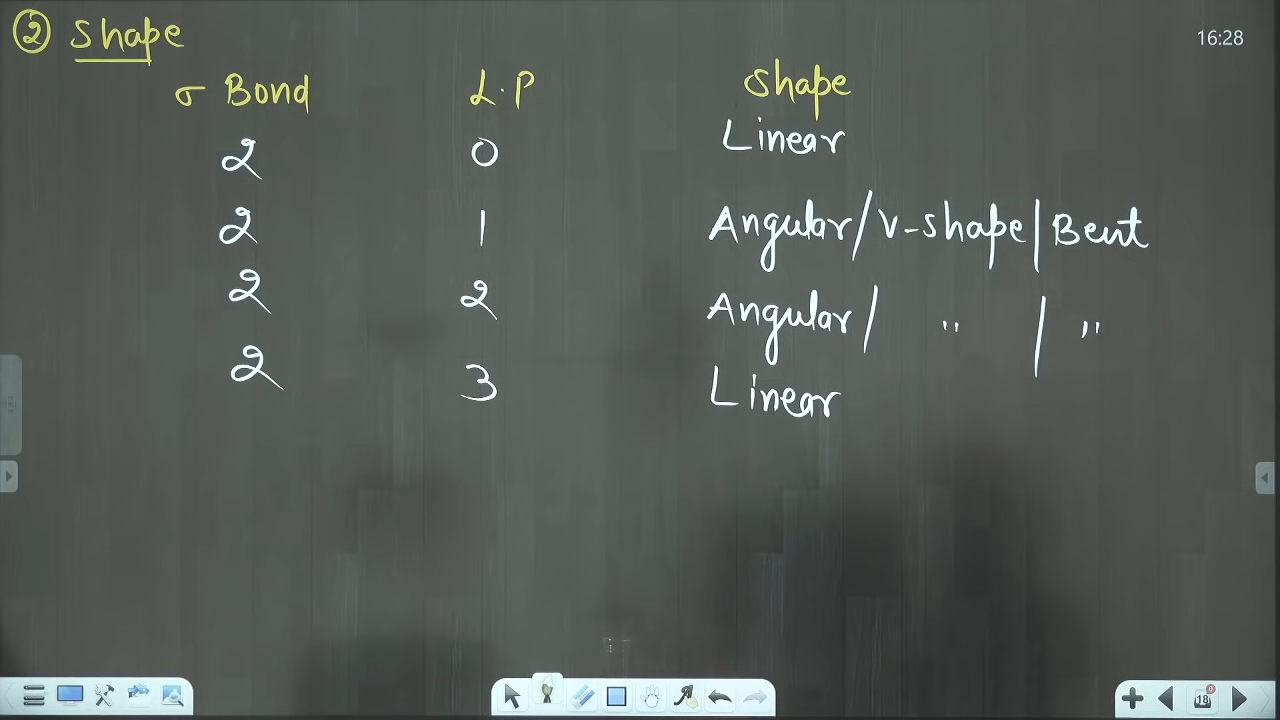 ② Shape
16:28
σ Bond L.P Shape
2 0 Linear
2 1 Angular/V-shape|Bent
2 2 Angular/ " | "
2 3 Linear
18